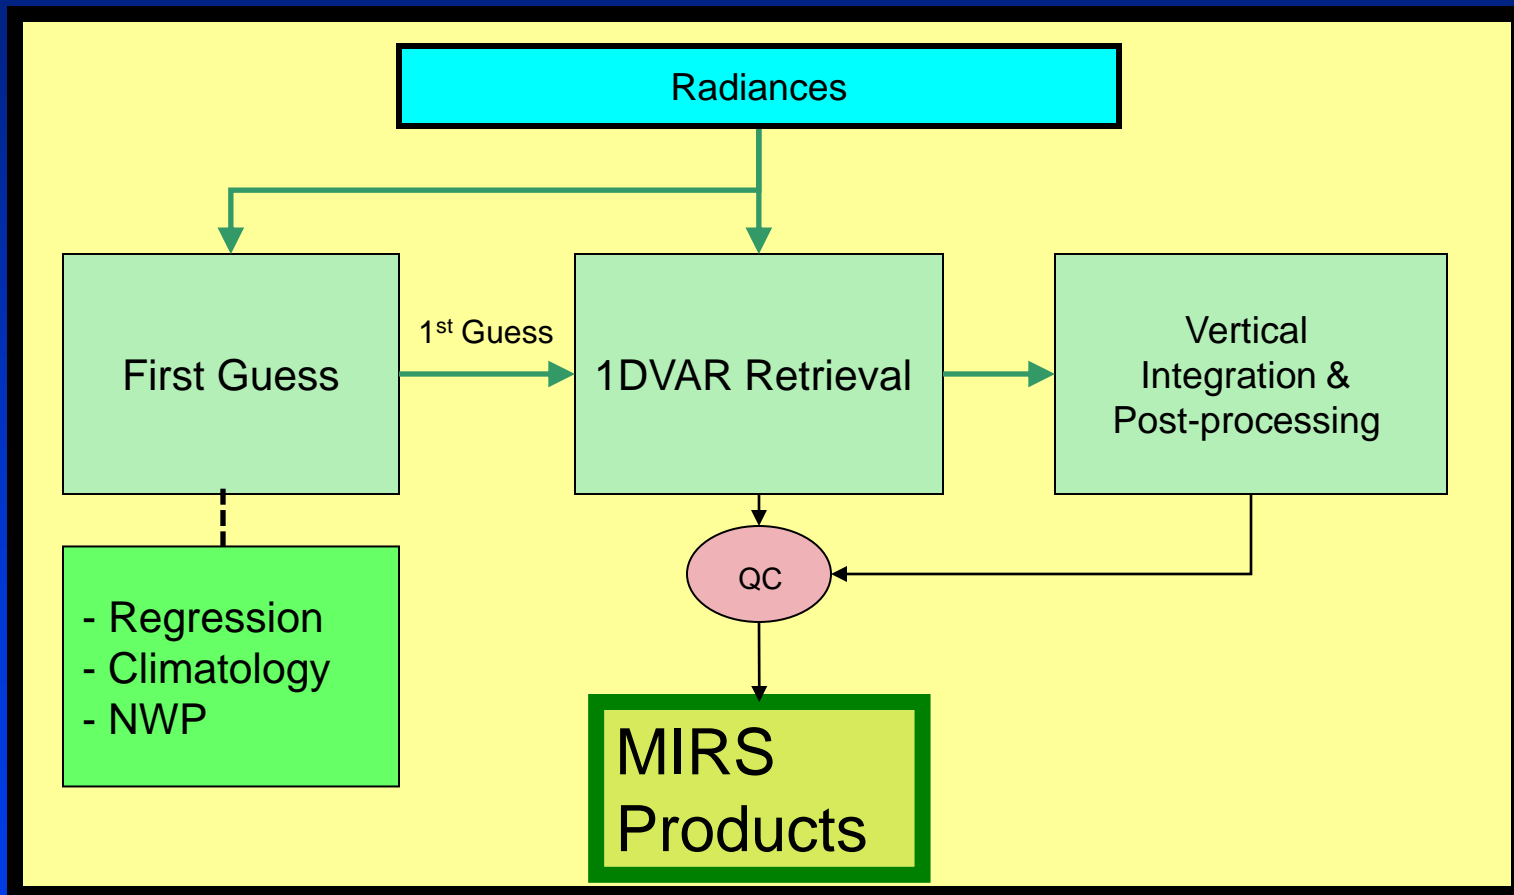 Radiances
First Guess
1st Guess
1DVAR Retrieval
Vertical
Integration &
Post-processing
QC
- Regression
- Climatology
- NWP
MIRS
Products